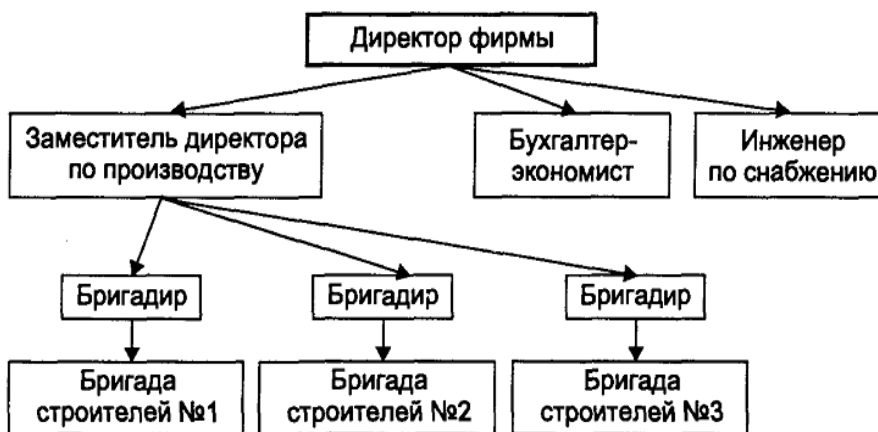 Директор фирмы
Заместитель директора
по производству
Бухгалтер-
экономист
Инженер
по снабжению
Бригадир
Бригадир
Бригадир
Бригада
строителей №1
Бригада
строителей №2
Бригада
строителей №3